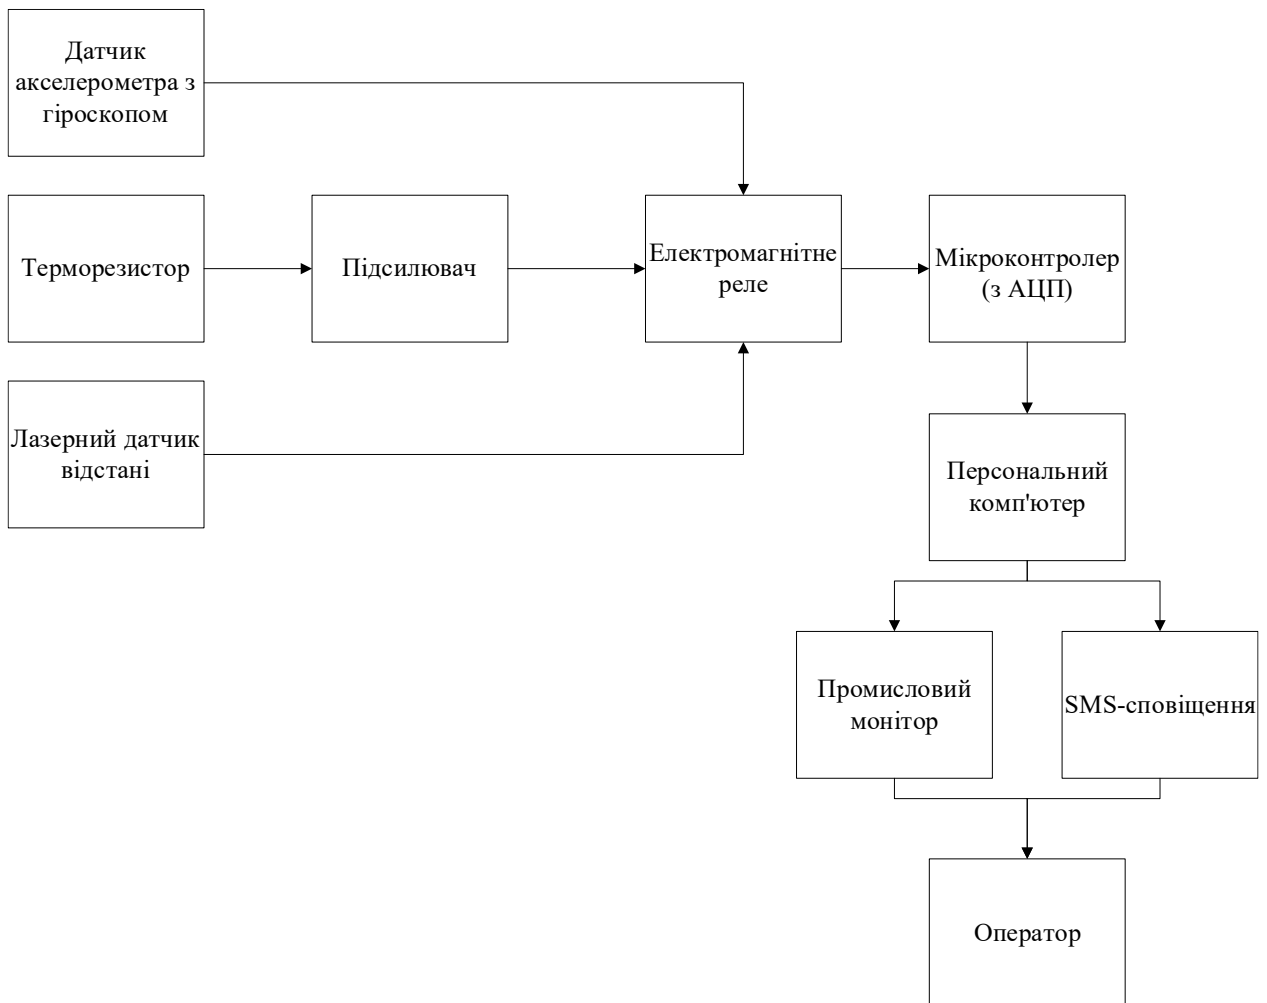 Датчик
акселерометра з
гіроскопом
Терморезистор
Підсилювач
Електромагнітне
реле
Мікроконтролер
(з АЦП)
Лазерний датчик
відстані
Персональний
комп'ютер
Промисловий
монітор
SMS-сповіщення
Оператор